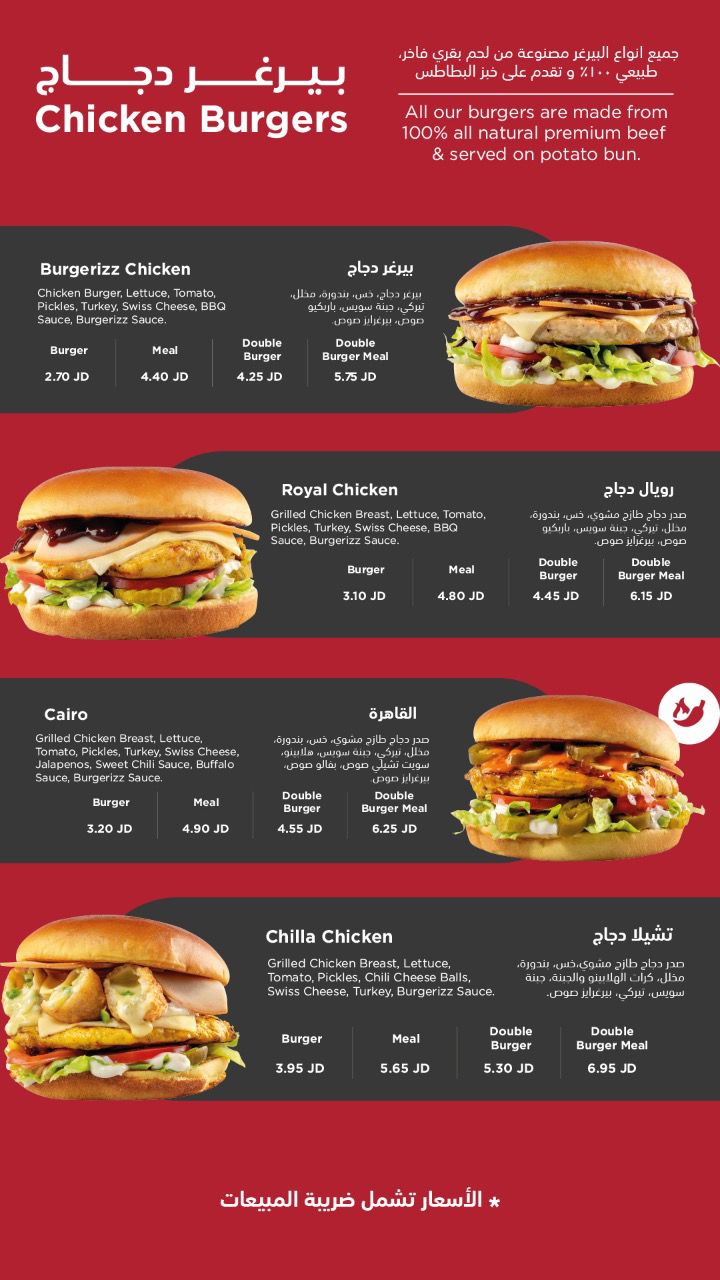 بيرغر دجاج
Chicken Burgers
جميع انواع البيرغر مصنوعة من لحم بقري فاخر،
طبيعي ١٠٠٪ و تقدم على خبز البطاطس
All our burgers are made from
100% all natural premium beef
& served on potato bun.
Burgerizz Chicken
بيرغر دجاج
Chicken Burger, Lettuce, Tomato,
Pickles, Turkey, Swiss Cheese, BBQ
Sauce, Burgerizz Sauce.
بيرغر دجاج، خس، بندورة، مخلل،
تيركي، جبنة سويس، باربكيو
صوص، بيرغرايز صوص.
Burger Meal Double Burger Double Burger Meal
2.70 JD 4.40 JD 4.25 JD 5.75 JD
Royal Chicken
رويال دجاج
Grilled Chicken Breast, Lettuce, Tomato,
Pickles, Turkey, Swiss Cheese, BBQ
Sauce, Burgerizz Sauce.
صدر دجاج طازج مشوي، خس، بندورة،
مخلل، تيركي، جبنة سويس، باربكيو
صوص، بيرغرايز صوص.
Burger Meal Double Burger Double Burger Meal
3.10 JD 4.80 JD 4.45 JD 6.15 JD
Cairo
القاهرة
Grilled Chicken Breast, Lettuce,
Tomato, Pickles, Turkey, Swiss Cheese,
Jalapenos, Sweet Chili Sauce, Buffalo
Sauce, Burgerizz Sauce.
صدر دجاج طازج مشوي، خس، بندورة،
مخلل، تيركي، جبنة سويس، هلابينو،
سويت تشيلي صوص، بفالو صوص،
بيرغرايز صوص.
Burger Meal Double Burger Double Burger Meal
3.20 JD 4.90 JD 4.55 JD 6.25 JD
Chilla Chicken
تشيلا دجاج
Grilled Chicken Breast, Lettuce,
Tomato, Pickles, Chili Cheese Balls,
Swiss Cheese, Turkey, Burgerizz Sauce.
صدر دجاج طازج مشوي،خس، بندورة،
مخلل، كرات الهلابينو والجبنة، جبنة
سويس، تيركي، بيرغرايز صوص.
Burger Meal Double Burger Double Burger Meal
3.95 JD 5.65 JD 5.30 JD 6.95 JD
* الأسعار تشمل ضريبة المبيعات